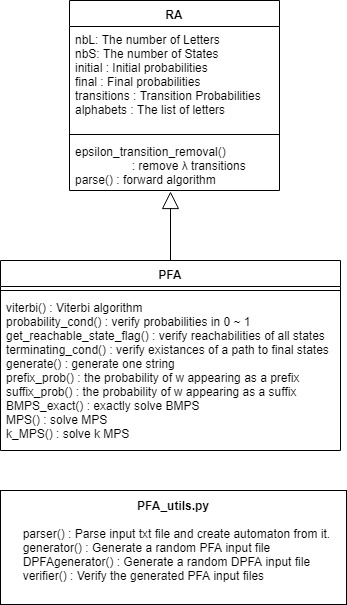 RA
nbL: The number of Letters
nbS: The number of States
initial : Initial probabilities
final : Final probabilities
transitions : Transition Probabilities
alphabets : The list of letters
epsilon_transition_removal()
: remove λ transitions
parse() : forward algorithm
PFA
viterbi() : Viterbi algorithm
probability_cond() : verify probabilities in 0 ~ 1
get_reachable_state_flag() : verify reachabilities of all states
terminating_cond() : verify existances of a path to final states
generate() : generate one string
prefix_prob() : the probability of w appearing as a prefix
suffix_prob() : the probability of w appearing as a suffix
BMPS_exact() : exactly solve BMPS
MPS() : solve MPS
k_MPS() : solve k MPS
PFA_utils.py
parser() : Parse input txt file and create automaton from it.
generator() : Generate a random PFA input file
DPFAgenerator() : Generate a random DPFA input file
verifier() : Verify the generated PFA input files